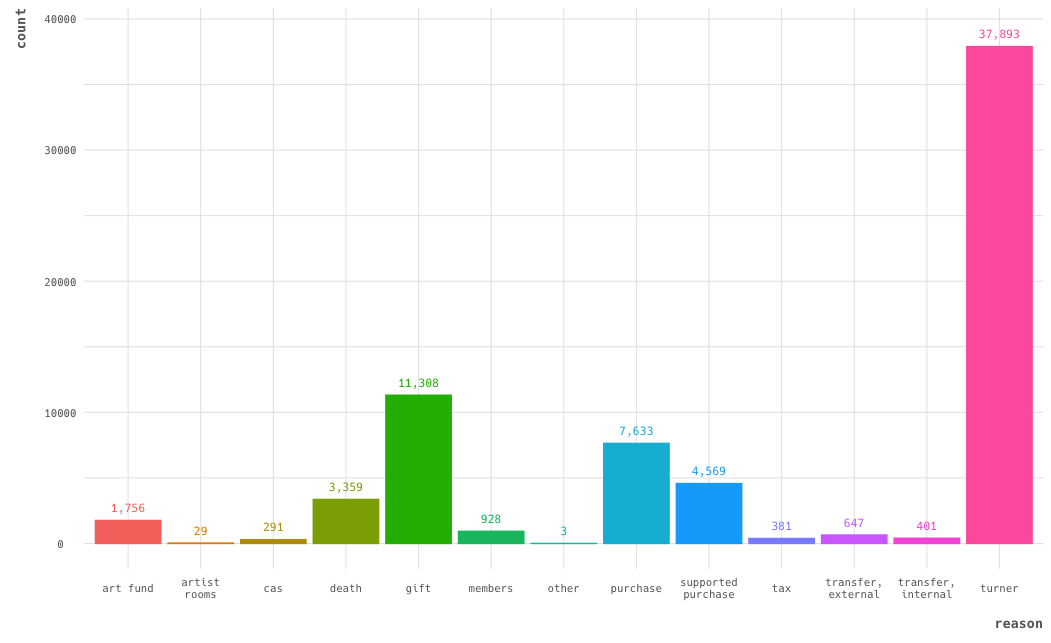 count
40000
30000
20000
10000
0
1,756
29
291
3,359
11,308
928
3
7,633
4,569
381
647
401
37,893
art fund
artist
rooms
cas
death
gift
members
other
purchase
supported
purchase
tax
transfer,
external
transfer,
internal
turner
reason